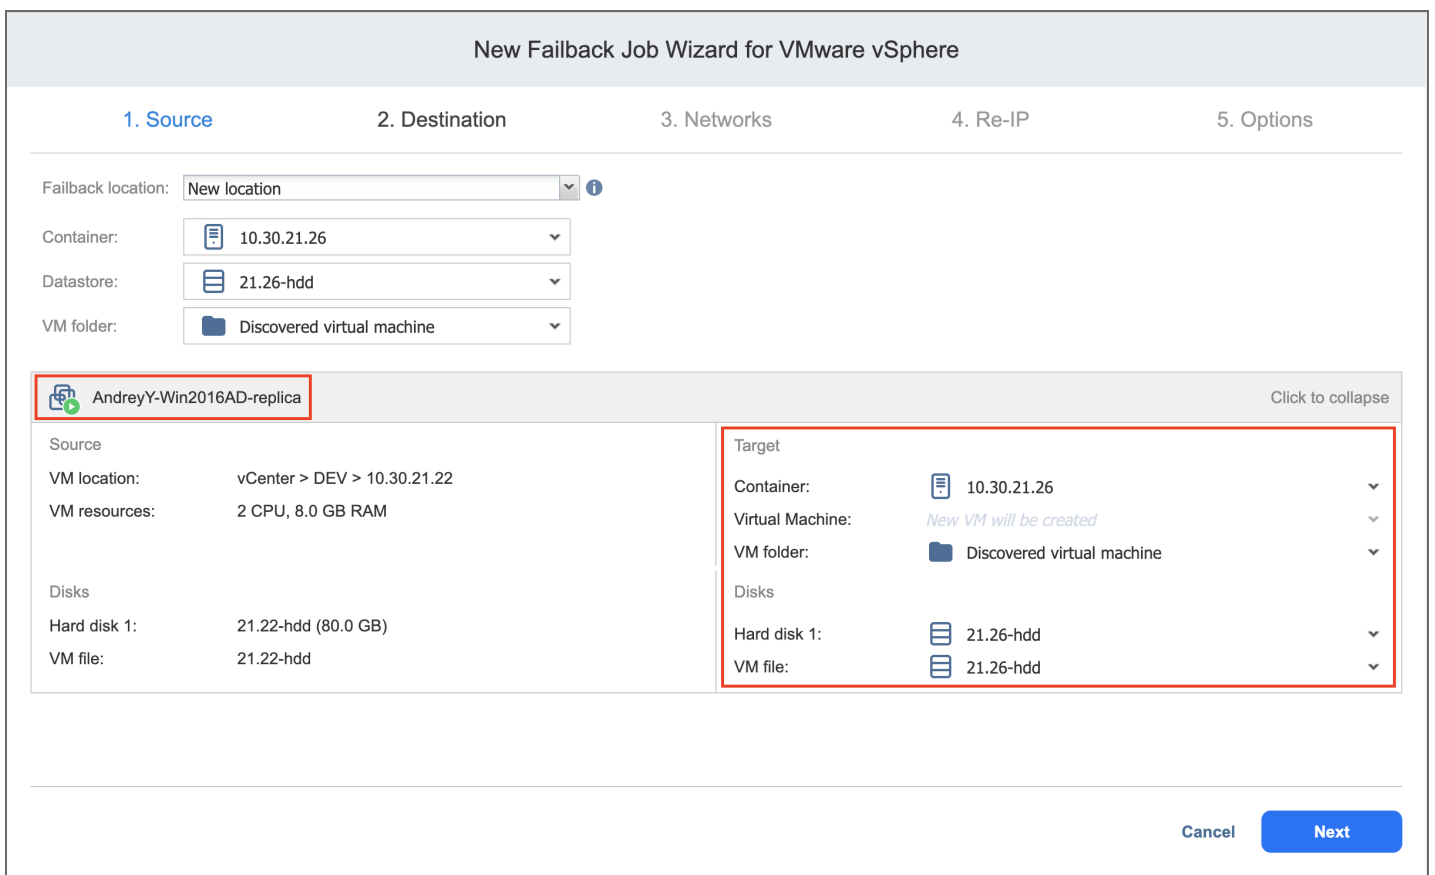 New Failback Job Wizard for VMware vSphere
1. Source
2. Destination
3. Networks
4. Re-IP
5. Options
Failback location: New location
Container: 10.30.21.26
Datastore: 21.26-hdd
VM folder: Discovered virtual machine
AndreyY-Win2016AD-replica
Click to collapse
Source
VM location: vCenter > DEV > 10.30.21.22
VM resources: 2 CPU, 8.0 GB RAM
Disks
Hard disk 1: 21.22-hdd (80.0 GB)
VM file: 21.22-hdd
Target
Container: 10.30.21.26
Virtual Machine: New VM will be created
VM folder: Discovered virtual machine
Disks
Hard disk 1: 21.26-hdd
VM file: 21.26-hdd
Cancel
Next